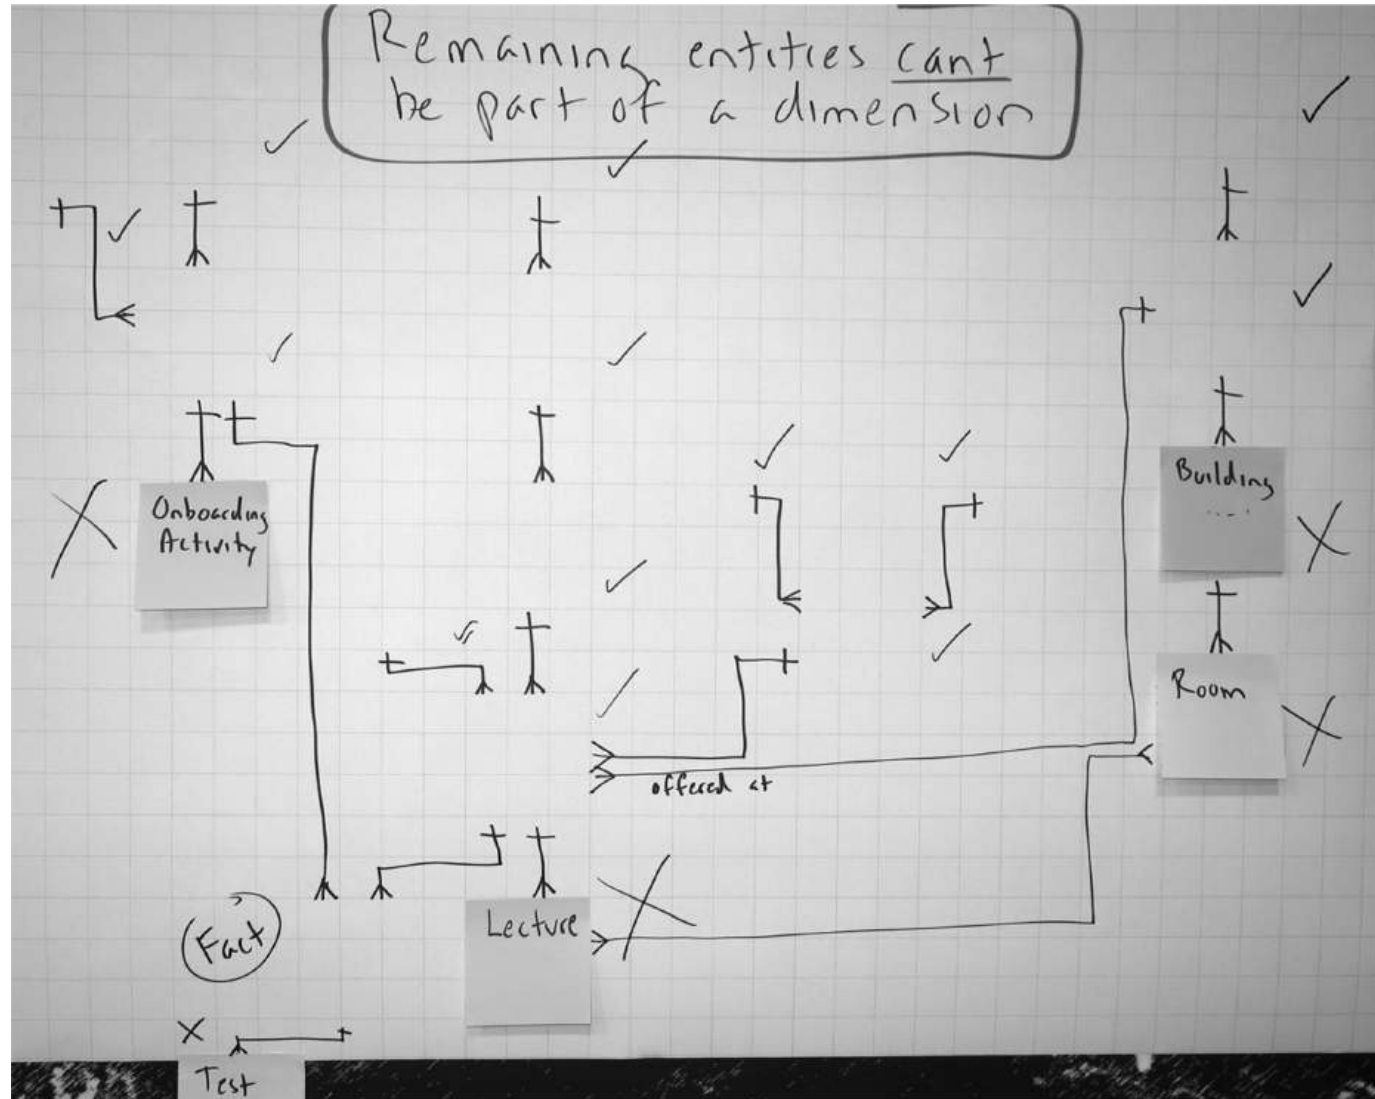 Remaining entities cant
be part of a dimension
Onboarding
Activity
Building
Room
offered at
Lecture
Fact
Test